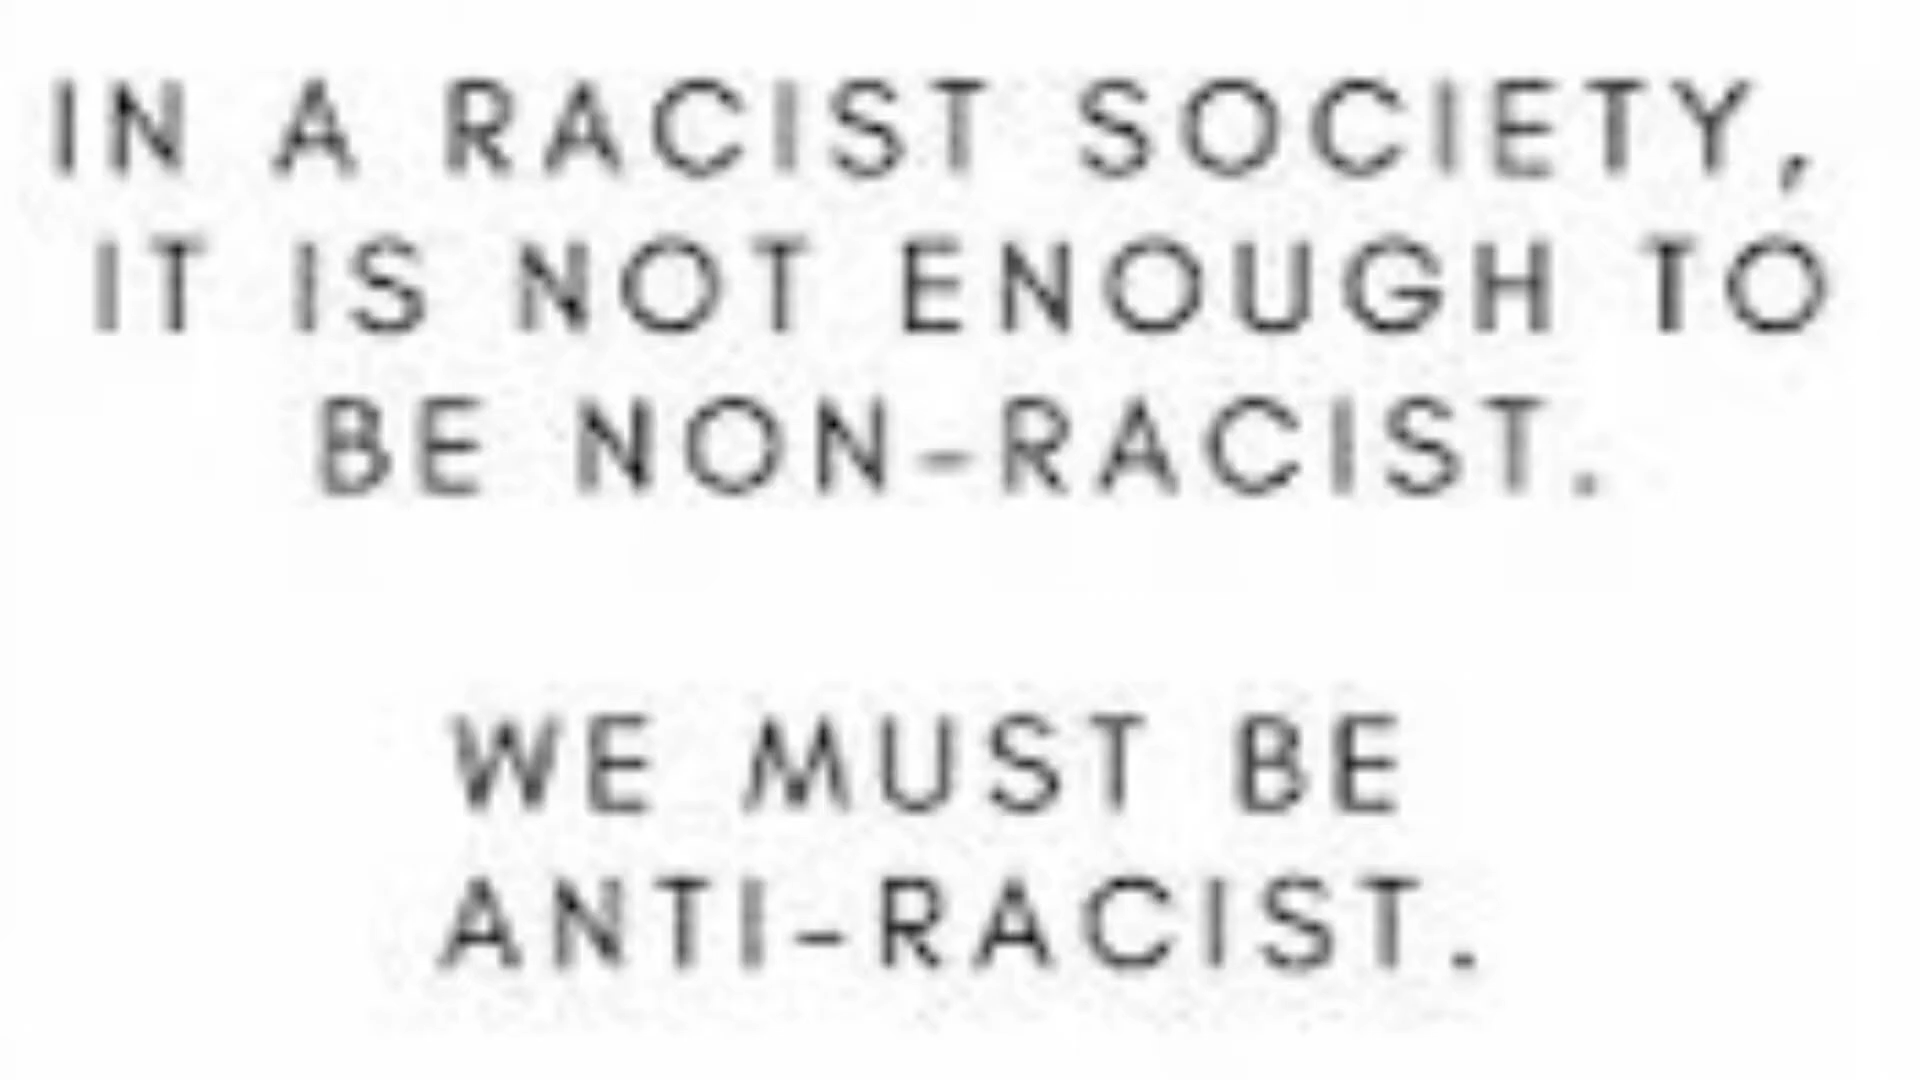 IN A RACIST SOCIETY,
IT IS NOT ENOUGH TO
BE NON-RACIST.
WE MUST BE
ANTI-RACIST.